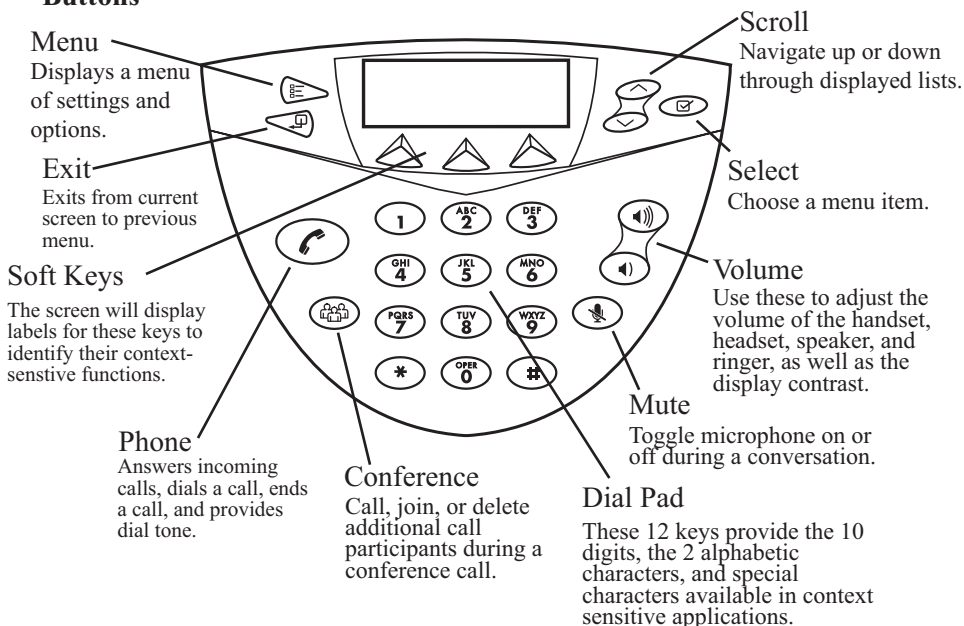 Buttons
Menu
Displays a menu
of settings and
options.
Exit
Exits from current
screen to previous
menu.
Soft Keys
The screen will display
labels for these keys to
identify their context-
senstive functions.
Phone
Answers incoming
calls, dials a call, ends
a call, and provides
dial tone.
Conference
Call, join, or delete
additional call
participants during a
conference call.
Scroll
Navigate up or down
through displayed lists.
Select
Choose a menu item.
Volume
Use these to adjust the
volume of the handset,
headset, speaker, and
ringer, as well as the
display contrast.
Mute
Toggle microphone on or
off during a conversation.
Dial Pad
These 12 keys provide the 10
digits, the 2 alphabetic
characters, and special
characters available in context
sensitive applications.
1
ABC
2
DEF
3
GHI
4
JKL
5
MNO
6
PQRS
7
TUV
8
WXYZ
9
*
OPER
0
#